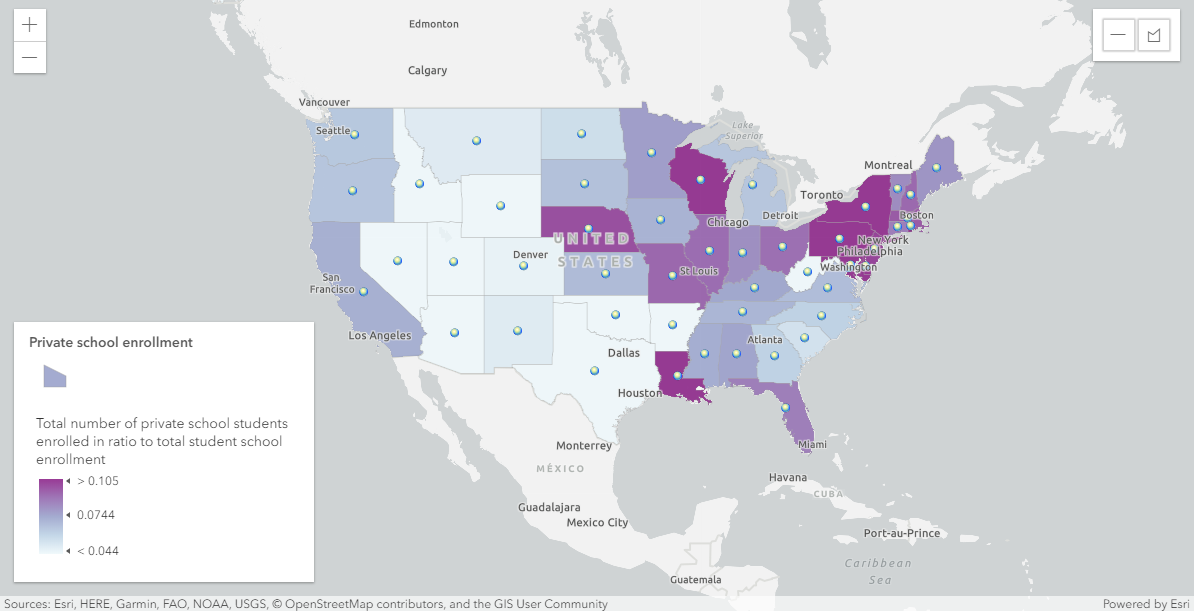 Edmonton
Calgary
Vancouver
Seattle
Lake
Superior
Montreal
Toronto
Detroit
Boston
Chicago
New York
UNITED
STATES
Denver
Philadelphia
St Louis
Washington
San
Francisco
Los Angeles
Atlanta
Dallas
Houston
Miami
Monterrey
MÉXICO
Havana
CUBA
Guadalajara
Mexico City
Port-au-Prince
Caribbean
Sea
Guatemala
Private school enrollment
Total number of private school students
enrolled in ratio to total student school
enrollment
> 0.105
0.0744
< 0.044
Sources: Esri, HERE, Garmin, FAO, NOAA, USGS, © OpenStreetMap contributors, and the GIS User Community
Powered by Esri